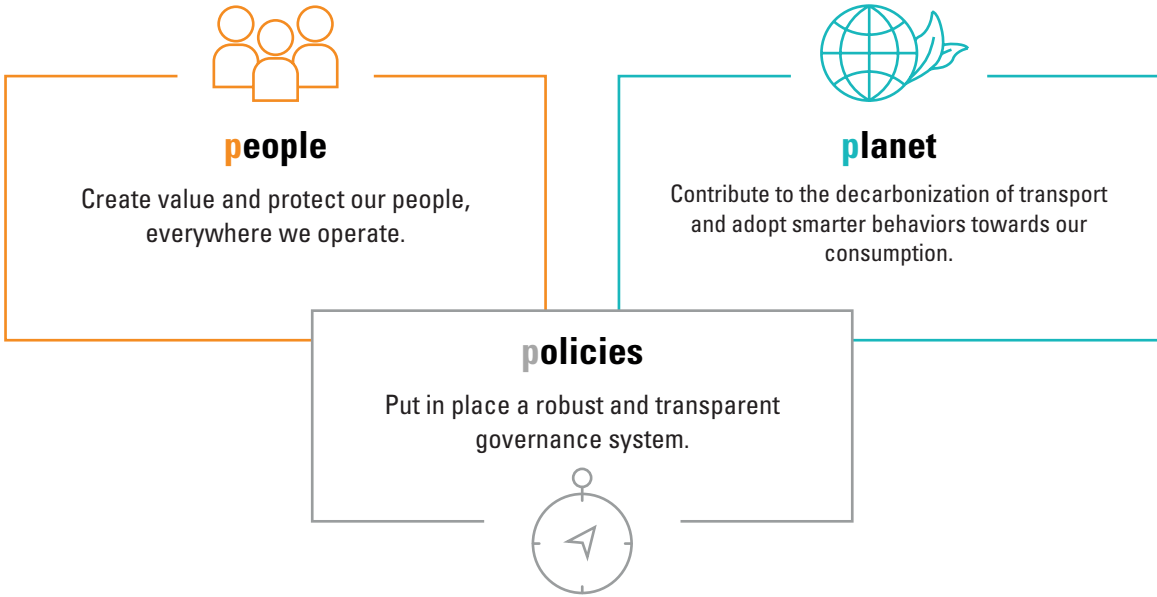 people
Create value and protect our people,
everywhere we operate.
planet
Contribute to the decarbonization of transport
and adopt smarter behaviors towards our
consumption.
policies
Put in place a robust and transparent
governance system.